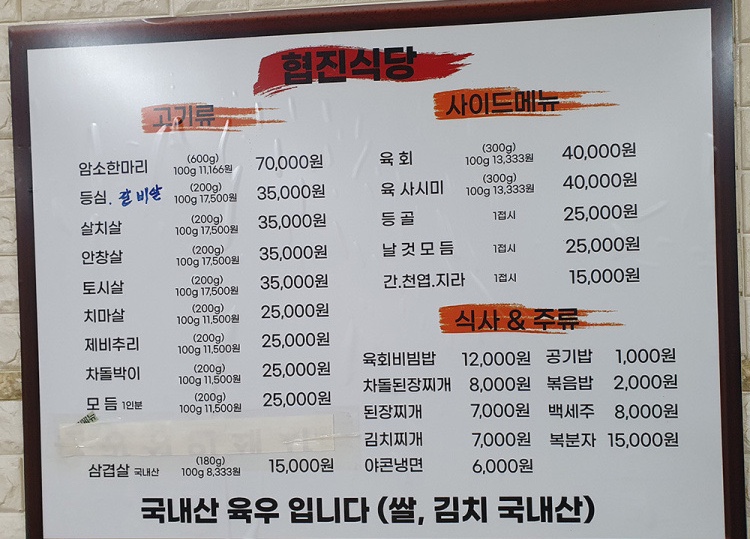 협진식당
고기류
암소한마리 (600g) 100g 11,166원 70,000원
등심. 갈비살 (200g) 100g 17,500원 35,000원
살치살 (200g) 100g 17,500원 35,000원
안창살 (200g) 100g 17,500원 35,000원
토시살 (200g) 100g 17,500원 35,000원
치마살 (200g) 100g 11,500원 25,000원
제비추리 (200g) 100g 11,500원 25,000원
차돌박이 (200g) 100g 11,500원 25,000원
모듬 1인분 (200g) 100g 11,500원 25,000원
삼겹살 국내산 (180g) 100g 8,333원 15,000원
사이드메뉴
육회 (300g) 100g 13,333원 40,000원
육 사시미 (300g) 100g 13,333원 40,000원
등골 1접시 25,000원
날것모듬 1접시 25,000원
간.천엽.지라 1접시 15,000원
식사 & 주류
육회비빔밥 12,000원 공기밥 1,000원
차돌된장찌개 8,000원 볶음밥 2,000원
된장찌개 7,000원 백세주 8,000원
김치찌개 7,000원 복분자 15,000원
야콘냉면 6,000원
국내산 육우 입니다 (쌀, 김치 국내산)